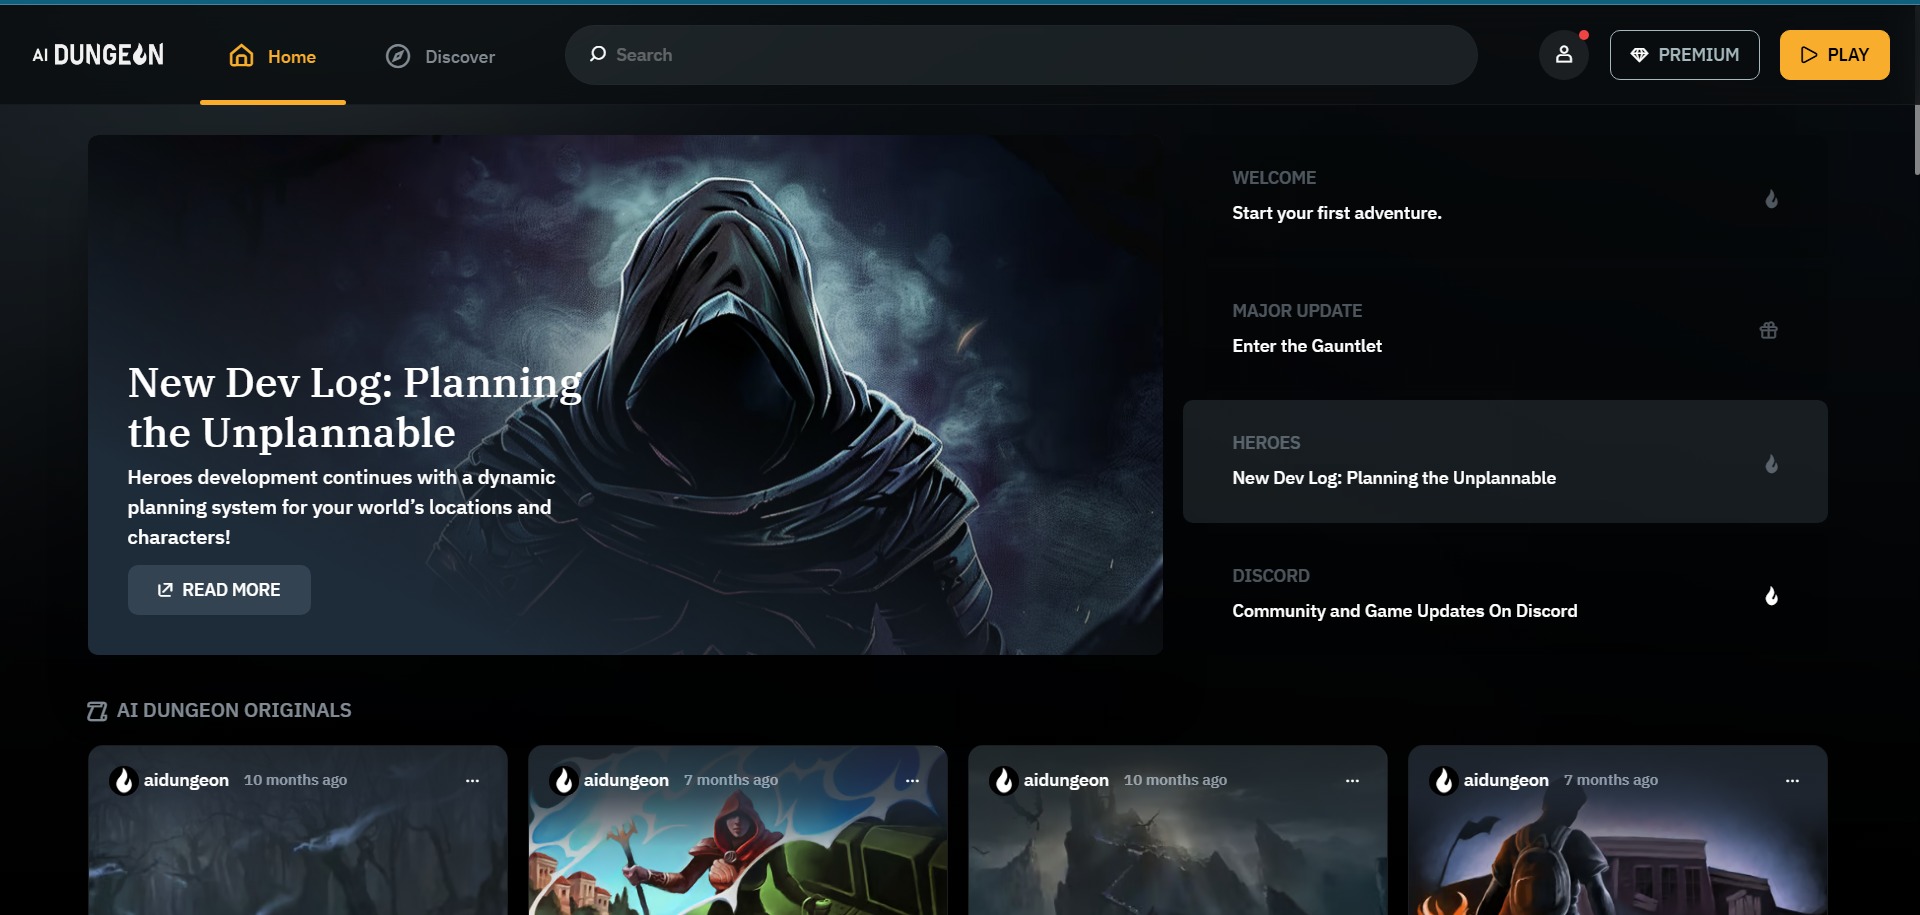 AI DUNGEON
Home
Discover
Search
PREMIUM
PLAY
New Dev Log: Planning
the Unplannable
Heroes development continues with a dynamic
planning system for your world’s locations and
characters!
READ MORE
WELCOME
Start your first adventure.
MAJOR UPDATE
Enter the Gauntlet
HEROES
New Dev Log: Planning the Unplannable
DISCORD
Community and Game Updates On Discord
AI DUNGEON ORIGINALS
aidungeon 10 months ago
aidungeon 7 months ago
aidungeon 10 months ago
aidungeon 7 months ago